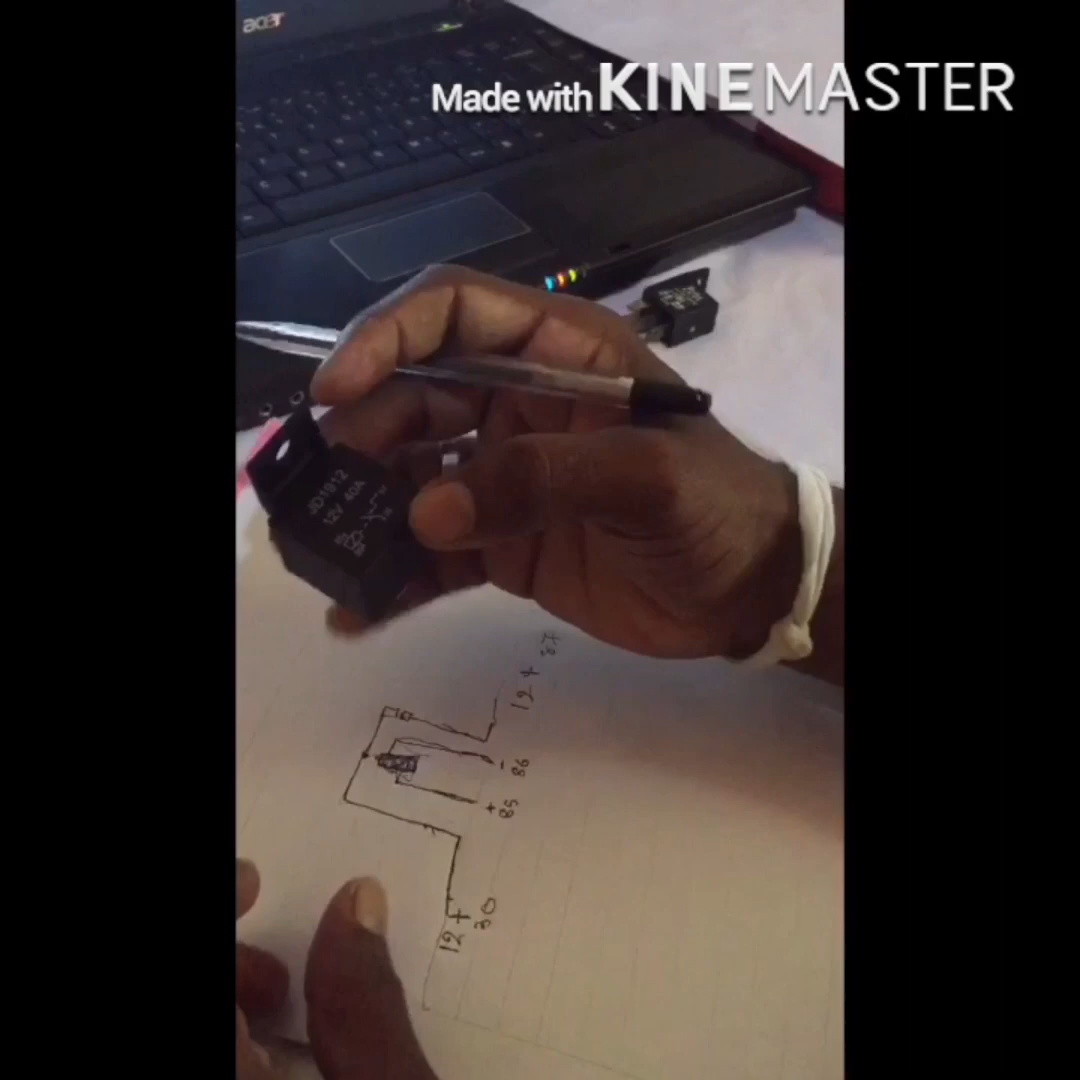 acer
Made with KINEMASTER
JD1912
12V 40A
12 + 87
- 86
+ 85
12 + 30